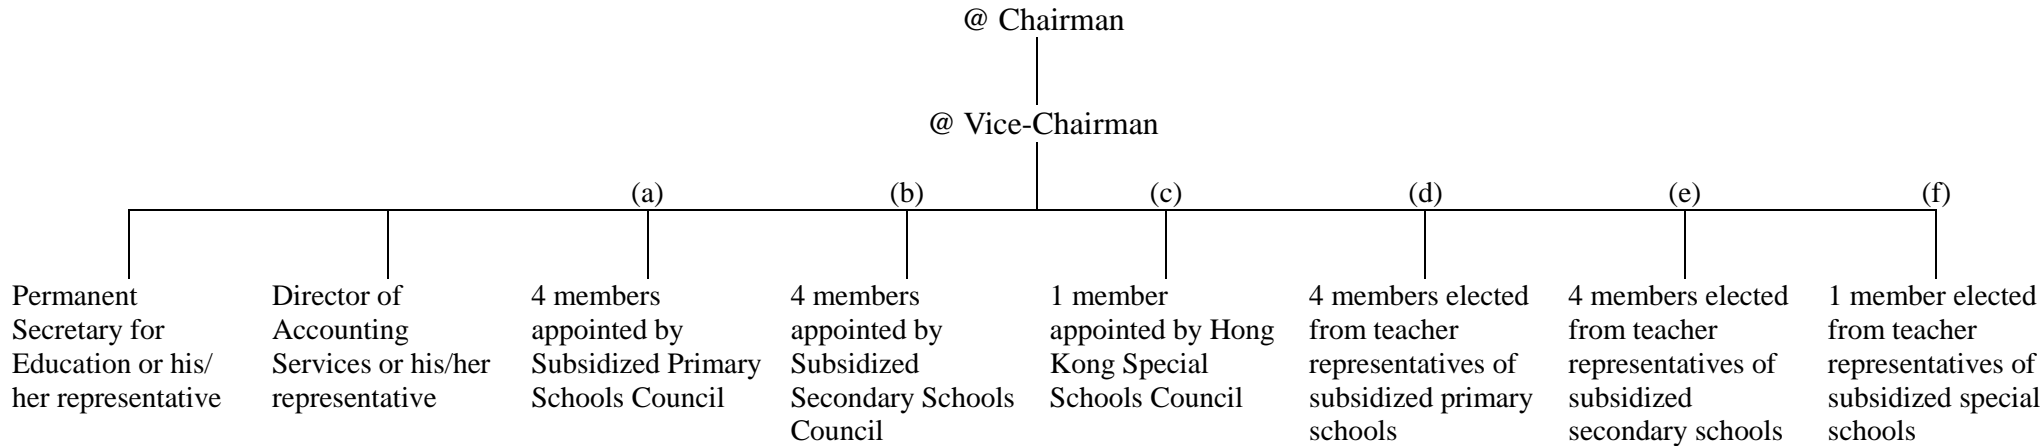 @ Chairman
@ Vice-Chairman
(a)
(b)
(c)
(d)
(e)
(f)
Permanent
Secretary for
Education or his/
her representative
Director of
Accounting
Services or his/her
representative
4 members
appointed by
Subsidized Primary
Schools Council
4 members
appointed by
Subsidized
Secondary Schools
Council
1 member
appointed by Hong
Kong Special
Schools Council
4 members elected
from teacher
representatives of
subsidized primary
schools
4 members elected
from teacher
representatives of
subsidized
secondary schools
1 member elected
from teacher
representatives of
subsidized special
schools